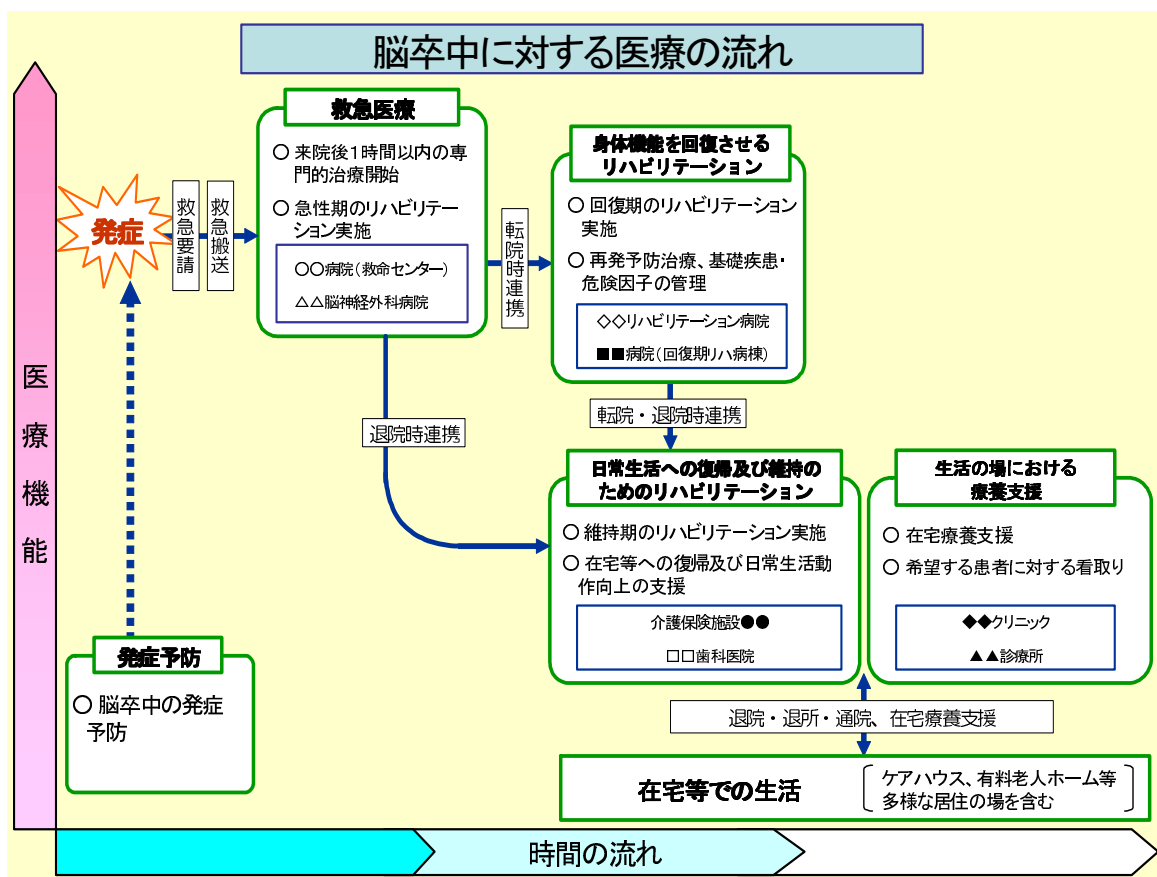 脳卒中に対する医療の流れ
救急医療
○ 来院後1時間以内の専
門的治療開始
○ 急性期のリハビリテー
ション実施
○○病院(救命センター)
△△脳神経外科病院
身体機能を回復させる
リハビリテーション
○ 回復期のリハビリテーション
実施
○ 再発予防治療、基礎疾患・
危険因子の管理
◇◇リハビリテーション病院
■■病院(回復期リハ病棟)
発症
救急要請
救急搬送
転院時連携
医療機能
退院時連携
転院・退院時連携
日常生活への復帰及び維持の
ためのリハビリテーション
○ 維持期のリハビリテーション実施
○ 在宅等への復帰及び日常生活動
作向上の支援
介護保険施設●●
□□歯科医院
生活の場における
療養支援
○ 在宅療養支援
○ 希望する患者に対する看取り
◆◆クリニック
▲▲診療所
発症予防
○ 脳卒中の発症
予防
退院・退所・通院、在宅療養支援
在宅等での生活
ケアハウス、有料老人ホーム等
多様な居住の場を含む
時間の流れ